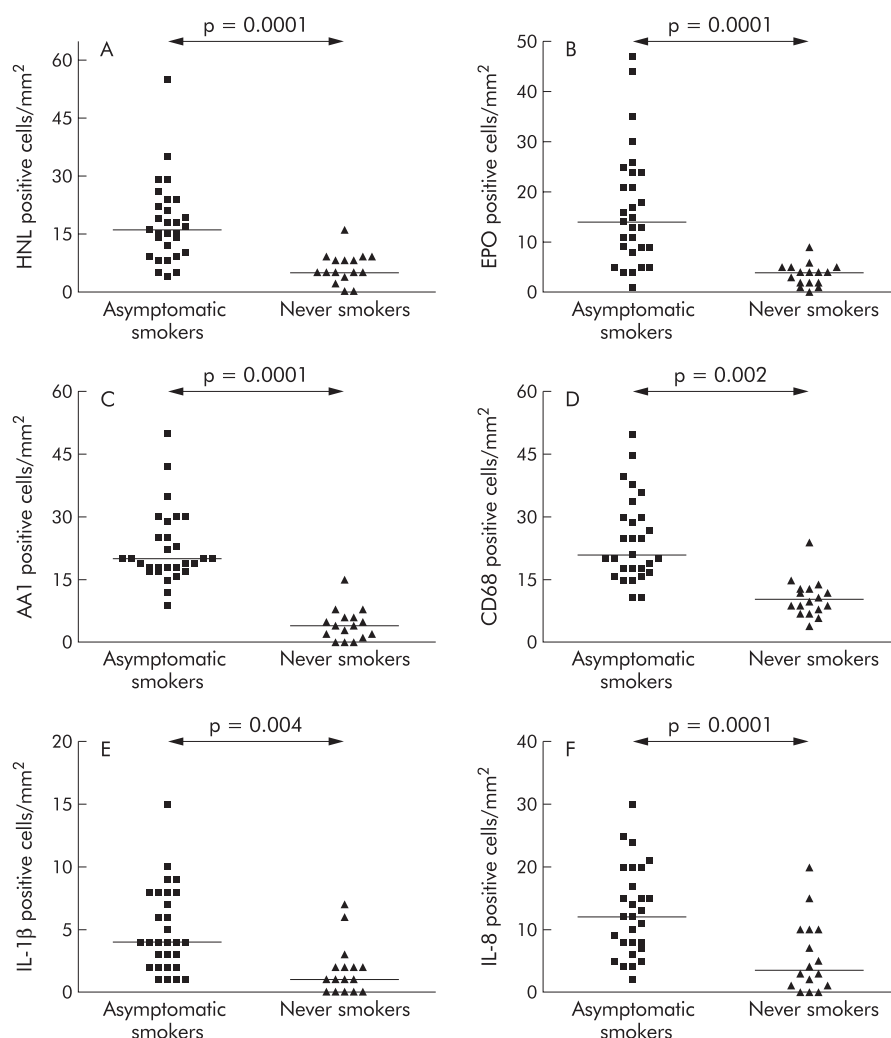 p = 0.0001
A
HNL positive cells/mm²
60
45
30
15
0
Asymptomatic
smokers
Never smokers
p = 0.0001
B
EPO positive cells/mm²
50
40
30
20
10
0
Asymptomatic
smokers
Never smokers
p = 0.0001
C
AA1 positive cells/mm²
60
45
30
15
0
Asymptomatic
smokers
Never smokers
p = 0.002
D
CD68 positive cells/mm²
60
45
30
15
0
Asymptomatic
smokers
Never smokers
p = 0.004
E
IL-1β positive cells/mm²
20
15
10
5
0
Asymptomatic
smokers
Never smokers
p = 0.0001
F
IL-8 positive cells/mm²
40
30
20
10
0
Asymptomatic
smokers
Never smokers